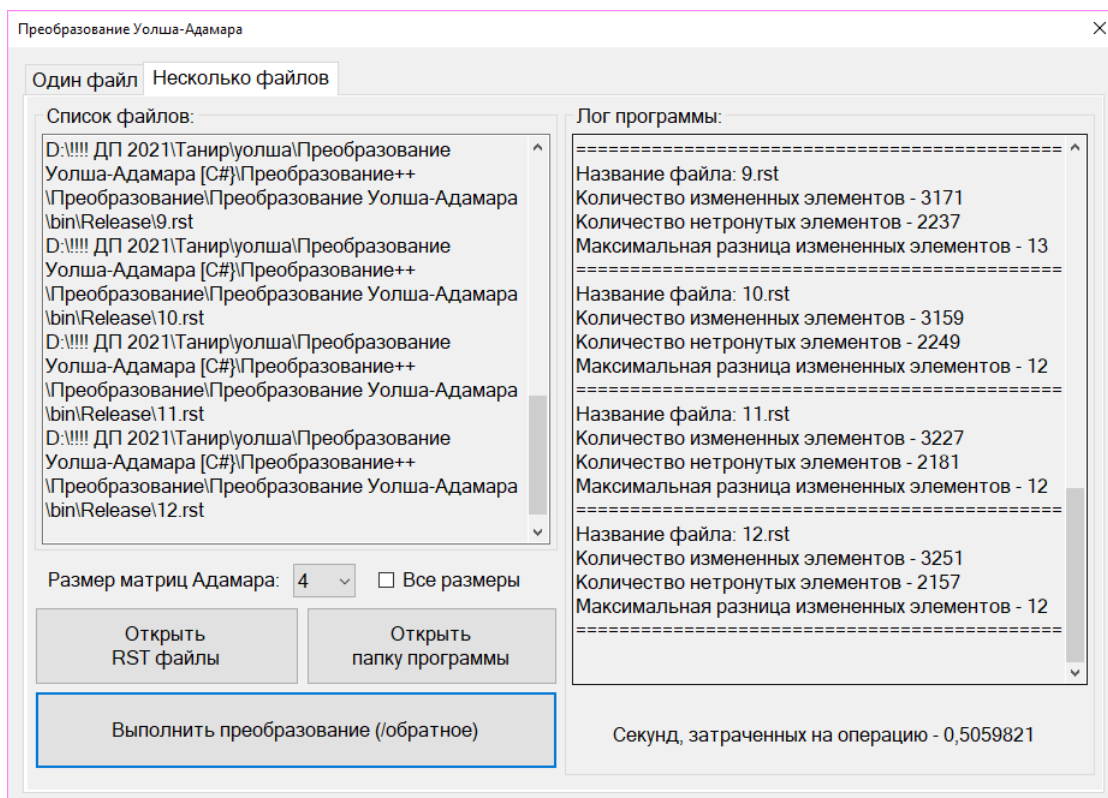 Преобразование Уолша-Адамара
Один файл
Несколько файлов
Список файлов:
D:\!!!! ДП 2021\Танир\уолша\Преобразование
Уолша-Адамара [C#}\Преобразование++
\Преобразование\Преобразование Уолша-Адамара
\bin\Release\9.rst
D:\!!!! ДП 2021\Танир\уолша\Преобразование
Уолша-Адамара [C#}\Преобразование++
\Преобразование\Преобразование Уолша-Адамара
\bin\Release\10.rst
D:\!!!! ДП 2021\Танир\уолша\Преобразование
Уолша-Адамара [C#}\Преобразование++
\Преобразование\Преобразование Уолша-Адамара
\bin\Release\11.rst
D:\!!!! ДП 2021\Танир\уолша\Преобразование
Уолша-Адамара [C#}\Преобразование++
\Преобразование\Преобразование Уолша-Адамара
\bin\Release\12.rst
Размер матриц Адамара: 4
Все размеры
Открыть
RST файлы
Открыть
папку программы
Выполнить преобразование (/обратное)
Лог программы:
=============================================
Название файла: 9.rst
Количество измененных элементов - 3171
Количество нетронутых элементов - 2237
Максимальная разница измененных элементов - 13
=============================================
Название файла: 10.rst
Количество измененных элементов - 3159
Количество нетронутых элементов - 2249
Максимальная разница измененных элементов - 12
=============================================
Название файла: 11.rst
Количество измененных элементов - 3227
Количество нетронутых элементов - 2181
Максимальная разница измененных элементов - 12
=============================================
Название файла: 12.rst
Количество измененных элементов - 3251
Количество нетронутых элементов - 2157
Максимальная разница измененных элементов - 12
=============================================
Секунд, затраченных на операцию - 0,5059821